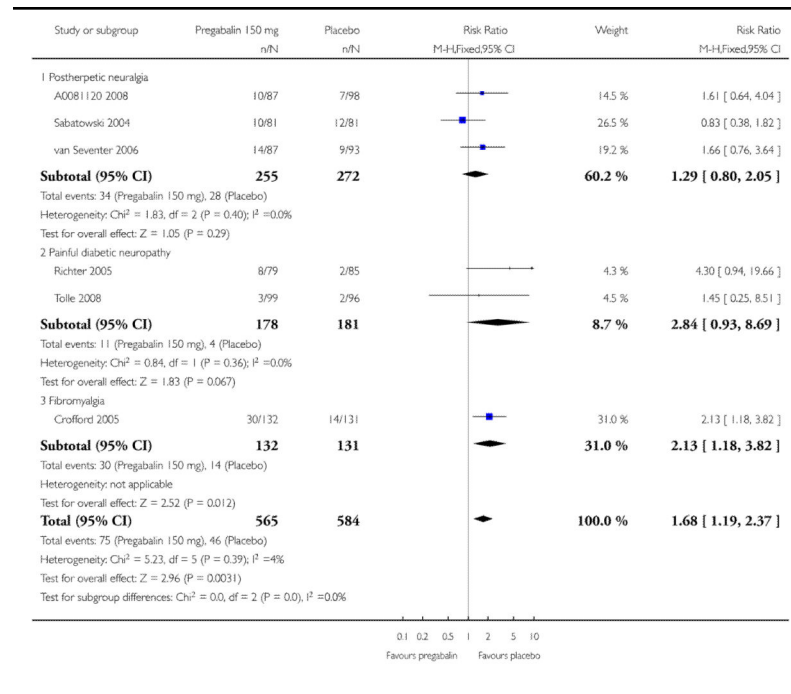 Study or subgroup Pregabalin 150 mg Placebo Risk Ratio Weight Risk Ratio
n/N n/N M-H,Fixed,95% CI M-H,Fixed,95% CI
1 Postherpetic neuralgia
A0081120 2008 10/87 7/98 14.5 % 1.61 [ 0.64, 4.04 ]
Sabatowski 2004 10/81 12/81 26.5 % 0.83 [ 0.38, 1.82 ]
van Seventer 2006 14/87 9/93 19.2 % 1.66 [ 0.76, 3.64 ]
Subtotal (95% CI) 255 272 60.2 % 1.29 [ 0.80, 2.05 ]
Total events: 34 (Pregabalin 150 mg), 28 (Placebo)
Heterogeneity: Chi² = 1.83, df = 2 (P = 0.40); I² =0.0%
Test for overall effect: Z = 1.05 (P = 0.29)
2 Painful diabetic neuropathy
Richter 2005 8/79 2/85 4.3 % 4.30 [ 0.94, 19.66 ]
Tolle 2008 3/99 2/96 4.5 % 1.45 [ 0.25, 8.51 ]
Subtotal (95% CI) 178 181 8.7 % 2.84 [ 0.93, 8.69 ]
Total events: 11 (Pregabalin 150 mg), 4 (Placebo)
Heterogeneity: Chi² = 0.84, df = 1 (P = 0.36); I² =0.0%
Test for overall effect: Z = 1.83 (P = 0.067)
3 Fibromyalgia
Crofford 2005 30/132 14/131 31.0 % 2.13 [ 1.18, 3.82 ]
Subtotal (95% CI) 132 131 31.0 % 2.13 [ 1.18, 3.82 ]
Total events: 30 (Pregabalin 150 mg), 14 (Placebo)
Heterogeneity: not applicable
Test for overall effect: Z = 2.52 (P = 0.012)
Total (95% CI) 565 584 100.0 % 1.68 [ 1.19, 2.37 ]
Total events: 75 (Pregabalin 150 mg), 46 (Placebo)
Heterogeneity: Chi² = 5.23, df = 5 (P = 0.39); I² =4%
Test for overall effect: Z = 2.96 (P = 0.0031)
Test for subgroup differences: Chi² = 0.0, df = 2 (P = 0.0), I² =0.0%
0.1 0.2 0.5 1 2 5 10
Favours pregabalin Favours placebo